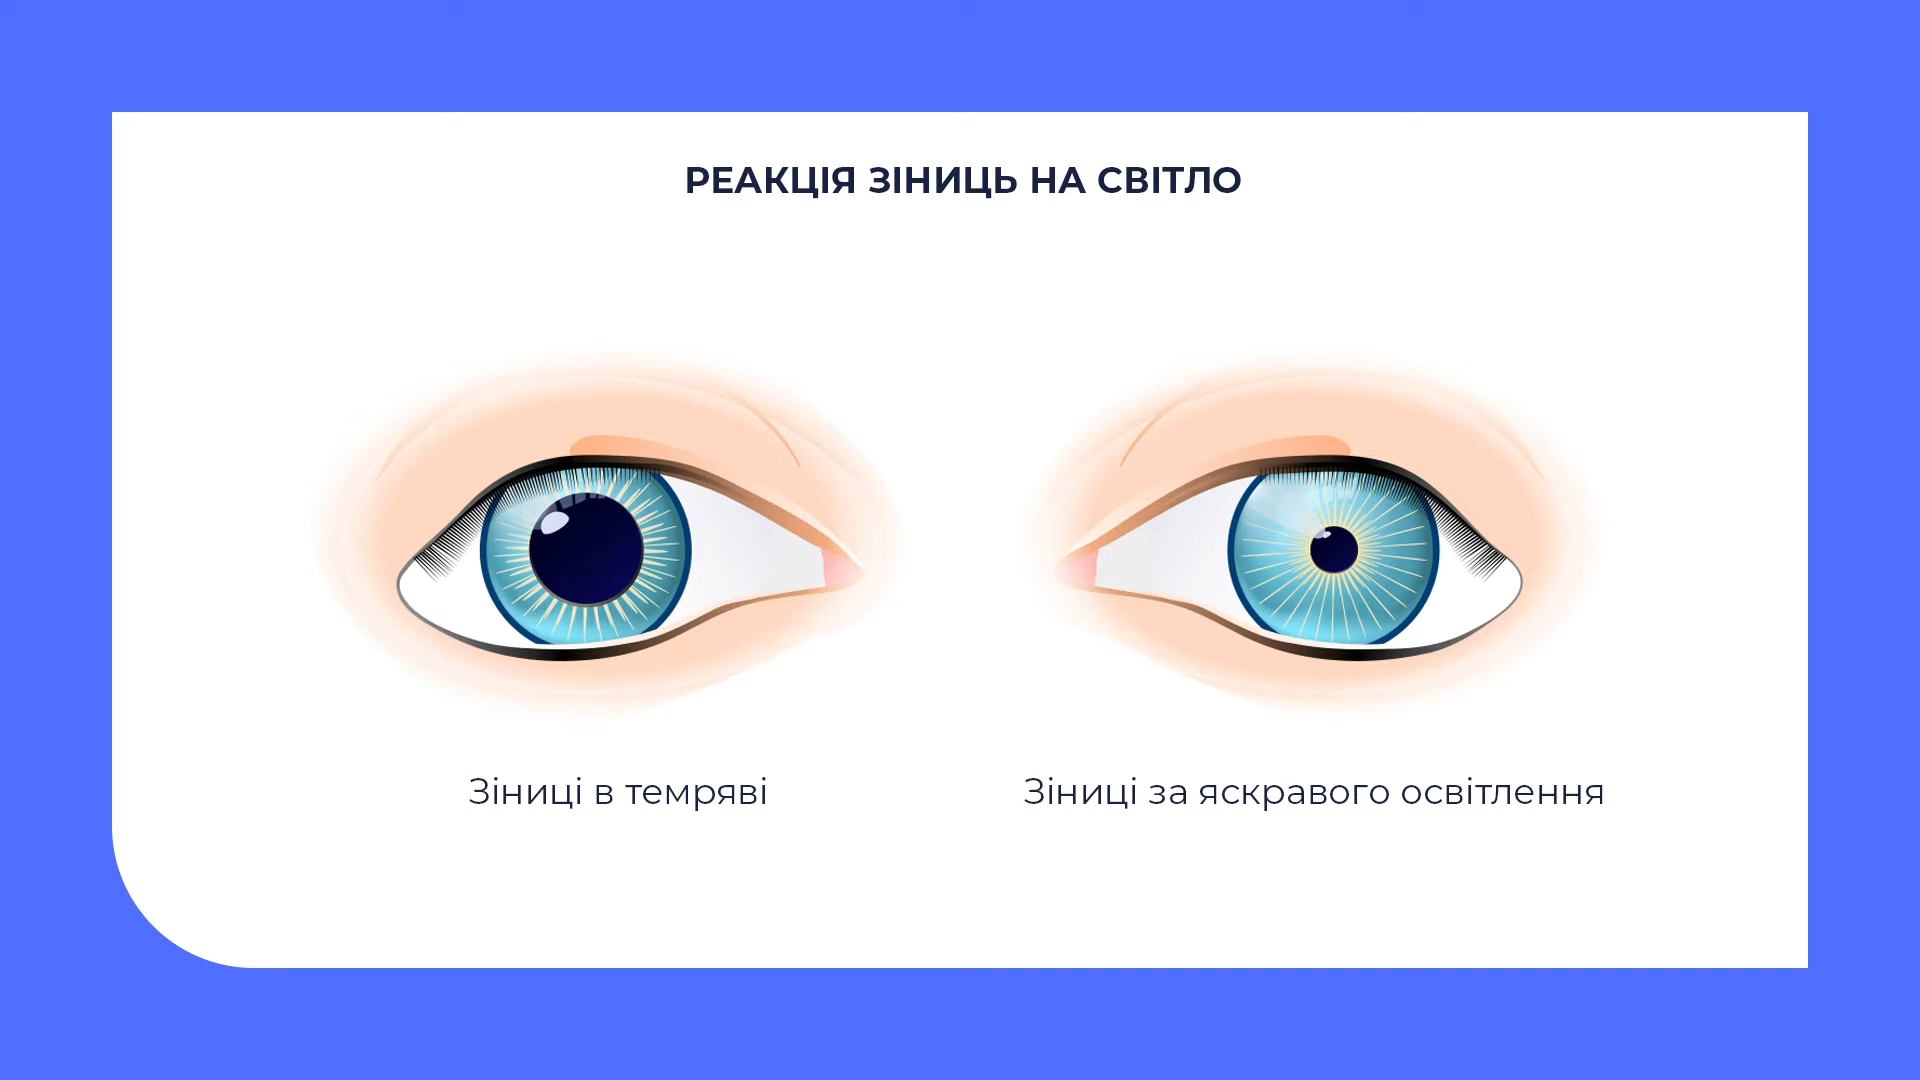 РЕАКЦІЯ ЗІНИЦЬ НА СВІТЛО
Зіниці в темряві
Зіниці за яскравого освітлення